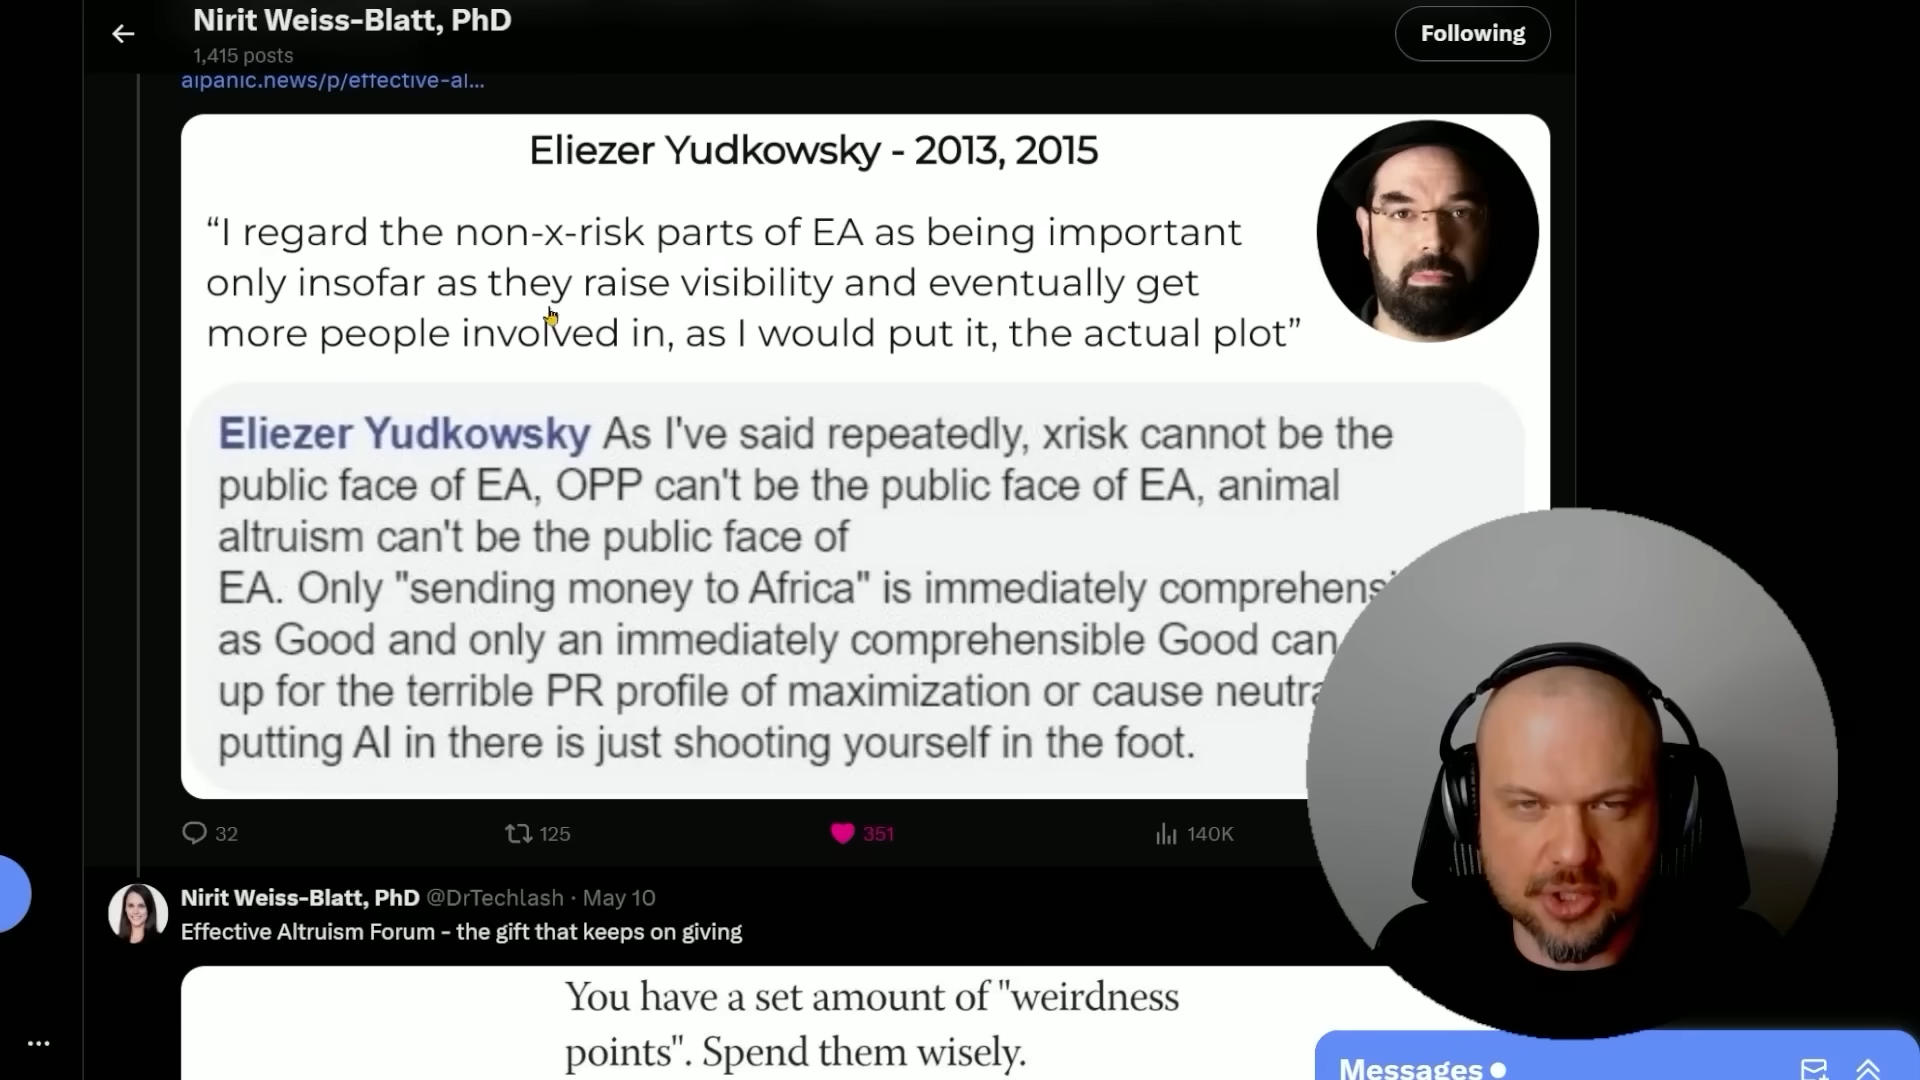 Nirit Weiss-Blatt, PhD
1,415 posts
Following
aipanic.news/p/effective-al...
Eliezer Yudkowsky - 2013, 2015
“I regard the non-x-risk parts of EA as being important
only insofar as they raise visibility and eventually get
more people involved in, as I would put it, the actual plot”
Eliezer Yudkowsky As I've said repeatedly, xrisk cannot be the
public face of EA, OPP can't be the public face of EA, animal
altruism can't be the public face of
EA. Only "sending money to Africa" is immediately
as Good and only an immediately comprehensible Good can
up for the terrible PR profile of maximization or cause
putting AI in there is just shooting yourself in the foot.
32
125
351
140K
Nirit Weiss-Blatt, PhD @DrTechlash · May 10
Effective Altruism Forum – the gift that keeps on giving
You have a set amount of "weirdness
points". Spend them wisely.
Messages